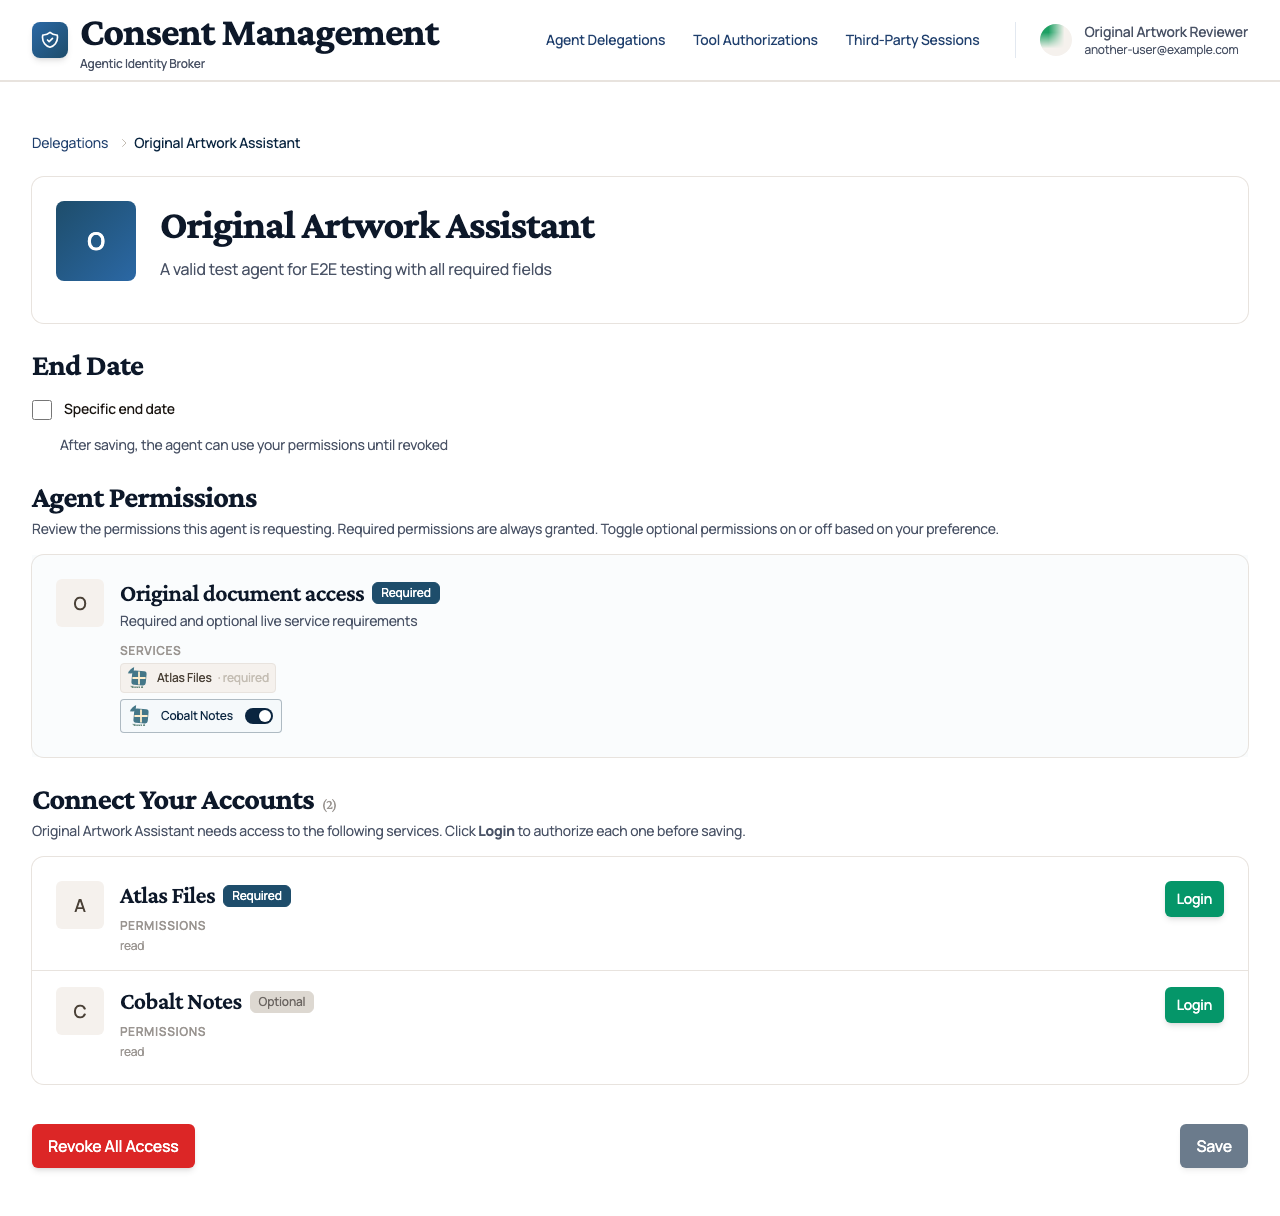 Consent Management
Agentic Identity Broker
Agent Delegations
Tool Authorizations
Third-Party Sessions
Original Artwork Reviewer
another-user@example.com
Delegations
Original Artwork Assistant
O
Original Artwork Assistant
A valid test agent for E2E testing with all required fields
End Date
Specific end date
After saving, the agent can use your permissions until revoked
Agent Permissions
Review the permissions this agent is requesting. Required permissions are always granted. Toggle optional permissions on or off based on your preference.
O
Original document access
Required
Required and optional live service requirements
SERVICES
Atlas Files · required
Cobalt Notes
Connect Your Accounts (2)
Original Artwork Assistant needs access to the following services. Click Login to authorize each one before saving.
A
Atlas Files
Required
Login
PERMISSIONS
read
C
Cobalt Notes
Optional
Login
PERMISSIONS
read
Revoke All Access
Save